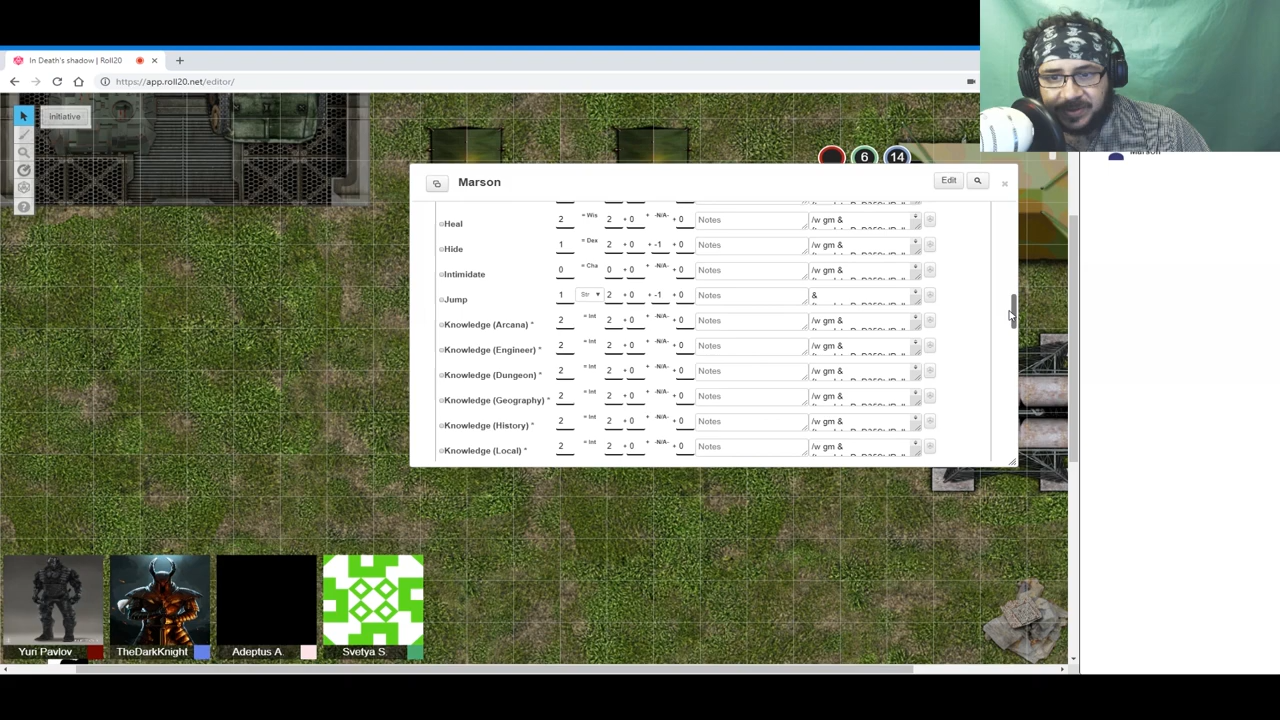 In Death's shadow | Roll20
https://app.roll20.net/editor/
initiative
6 14
Marson Edit
Heal 2 = Wis 2 + 0 + -N/A- + 0 Notes /w gm &
Hide 1 = Dex 2 + 0 + -1 + 0 Notes /w gm &
Intimidate 0 = Cha 0 + 0 + -N/A- + 0 Notes /w gm &
Jump 1 Str 2 + 0 + -1 + 0 Notes &
Knowledge (Arcana) * 2 = Int 2 + 0 + -N/A- + 0 Notes /w gm &
Knowledge (Engineer) * 2 = Int 2 + 0 + -N/A- + 0 Notes /w gm &
Knowledge (Dungeon) * 2 = Int 2 + 0 + -N/A- + 0 Notes /w gm &
Knowledge (Geography) * 2 = Int 2 + 0 + -N/A- + 0 Notes /w gm &
Knowledge (History) * 2 = Int 2 + 0 + -N/A- + 0 Notes /w gm &
Knowledge (Local) * 2 = Int 2 + 0 + -N/A- + 0 Notes /w gm &
Yuri Pavlov TheDarkKnight Adeptus A. Svetya S.